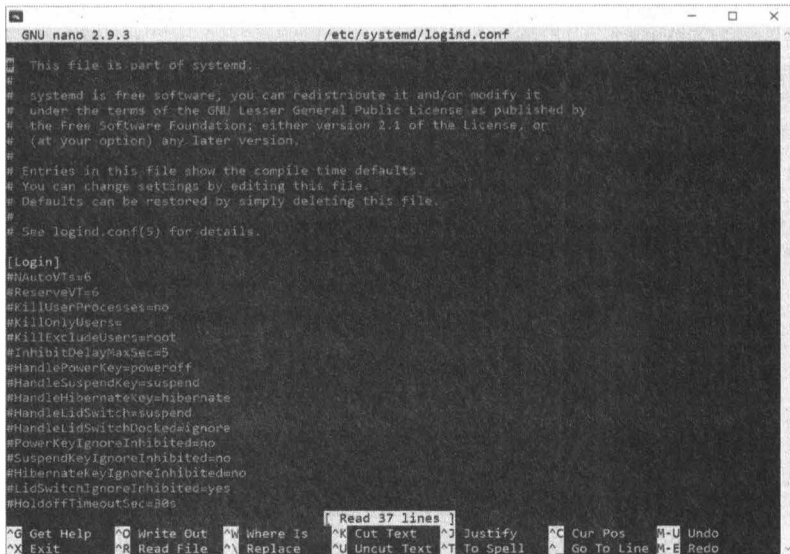 GNU nano 2.9.3 /etc/systemd/logind.conf
# This file is part of systemd.
#
# systemd is free software; you can redistribute it and/or modify it
# under the terms of the GNU Lesser General Public License as published by
# the Free Software Foundation; either version 2.1 of the License, or
# (at your option) any later version.
#
# Entries in this file show the compile time defaults.
# You can change settings by editing this file.
# Defaults can be restored by simply deleting this file.
#
# See logind.conf(5) for details.
[Login]
#NAutoVTs=6
#ReserveVT=6
#KillUserProcesses=no
#KillOnlyUsers=
#KillExcludeUsers=root
#InhibitDelayMaxSec=5
#HandlePowerKey=poweroff
#HandleSuspendKey=suspend
#HandleHibernateKey=hibernate
#HandleLidSwitch=suspend
#HandleLidSwitchDocked=ignore
#PowerKeyIgnoreInhibited=no
#SuspendKeyIgnoreInhibited=no
#HibernateKeyIgnoreInhibited=no
#LidSwitchIgnoreInhibited=yes
#HoldoffTimeoutSec=30s
[ Read 37 lines ]
^G Get Help ^O Write Out ^W Where Is ^K Cut Text ^J Justify ^C Cur Pos M-U Undo
^X Exit ^R Read File ^\ Replace ^U Uncut Text ^T To Spell ^_ Go To Line M-E Redo